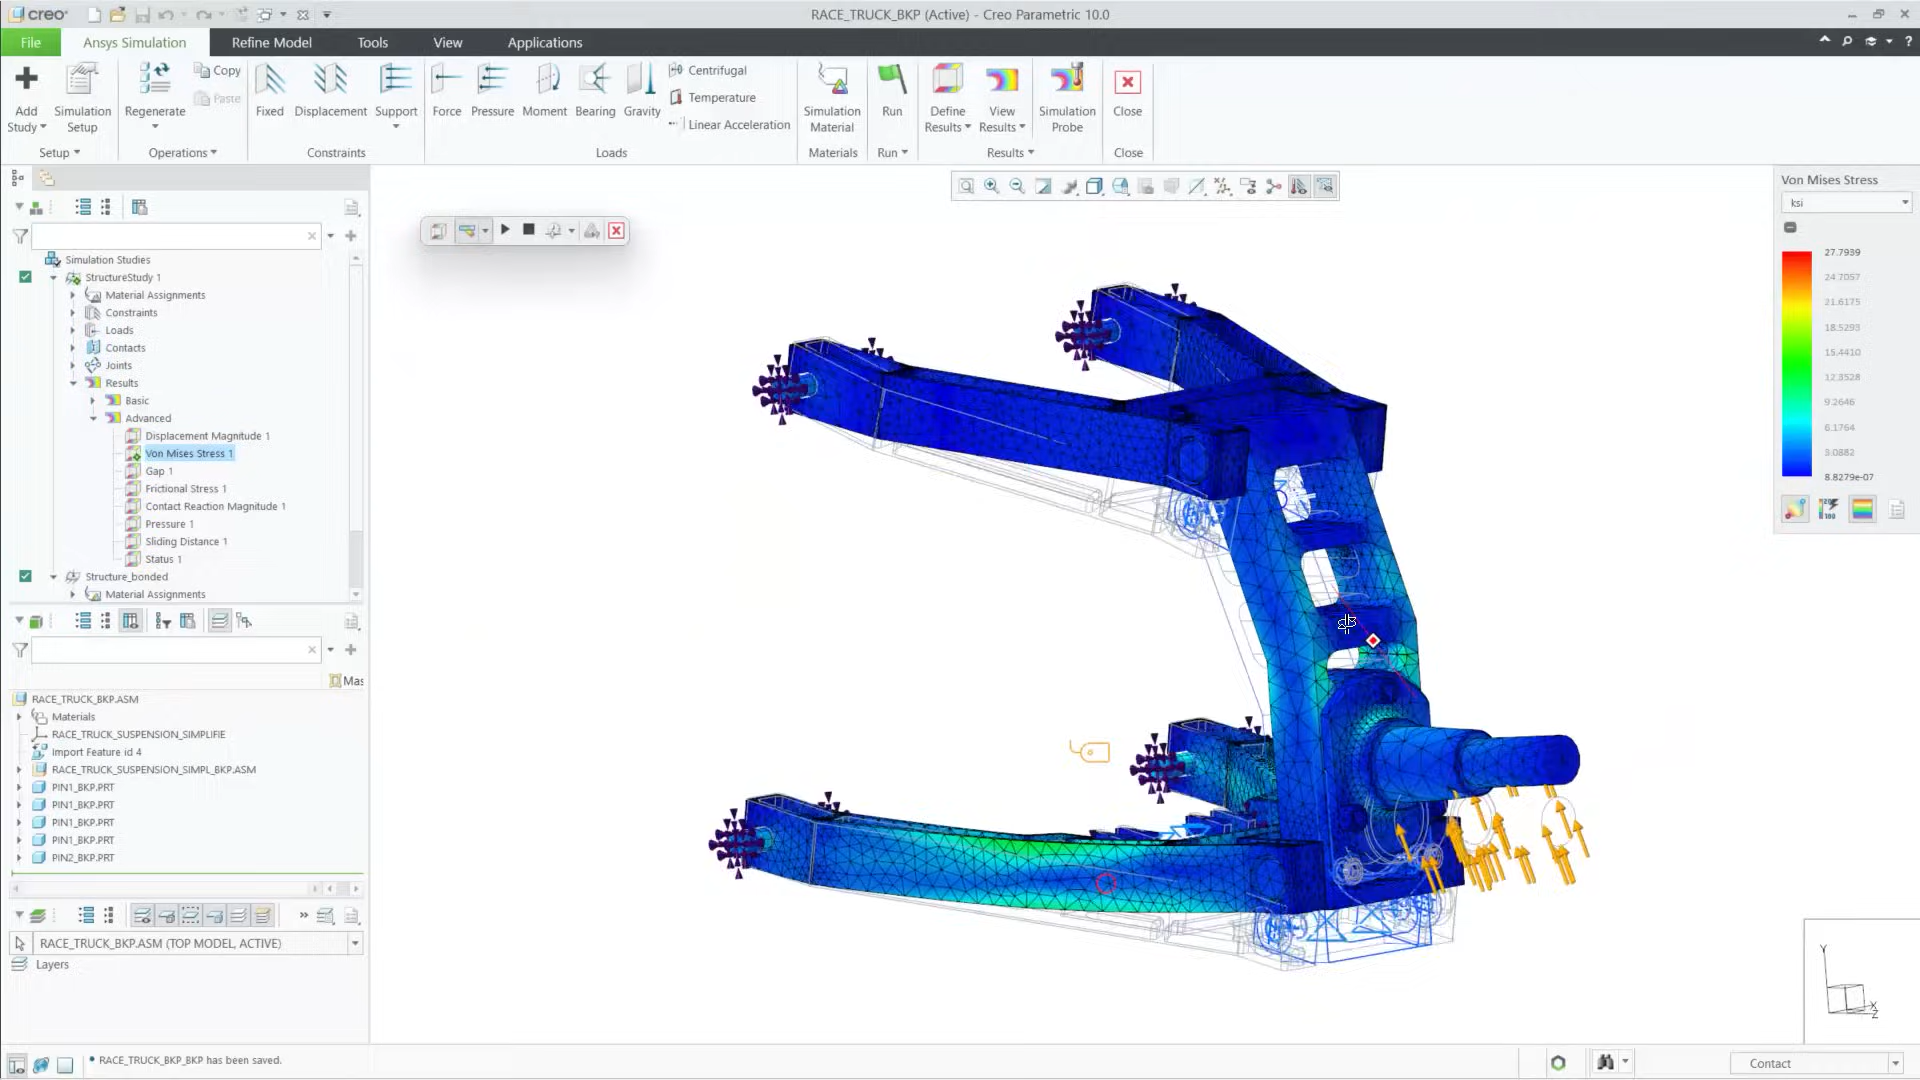 creo
RACE_TRUCK_BKP (Active) - Creo Parametric 10.0
File
Ansys Simulation
Refine Model
Tools
View
Applications
Add Study
Simulation Setup
Regenerate
Copy
Paste
Fixed
Displacement
Support
Force
Pressure
Moment
Bearing
Gravity
Centrifugal
Temperature
Linear Acceleration
Simulation Material
Run
Define Results
View Results
Simulation Probe
Close
Setup
Operations
Constraints
Loads
Materials
Run
Results
Close
Simulation Studies
StructureStudy 1
Material Assignments
Constraints
Loads
Contacts
Joints
Results
Basic
Advanced
Displacement Magnitude 1
Von Mises Stress 1
Gap 1
Frictional Stress 1
Contact Reaction Magnitude 1
Pressure 1
Sliding Distance 1
Status 1
Structure_bonded
Material Assignments
Mas
RACE_TRUCK_BKP.ASM
Materials
RACE_TRUCK_SUSPENSION_SIMPLIFIE
Import Feature id 4
RACE_TRUCK_SUSPENSION_SIMPL_BKP.ASM
PIN1_BKP.PRT
PIN1_BKP.PRT
PIN1_BKP.PRT
PIN1_BKP.PRT
PIN2_BKP.PRT
RACE_TRUCK_BKP.ASM (TOP MODEL, ACTIVE)
Layers
RACE_TRUCK_BKP_BKP has been saved.
Von Mises Stress
ksi
27.7939
24.7057
21.6175
18.5293
15.4410
12.3528
9.2646
6.1764
3.0882
8.8279e-07
Y
X
Z
Contact